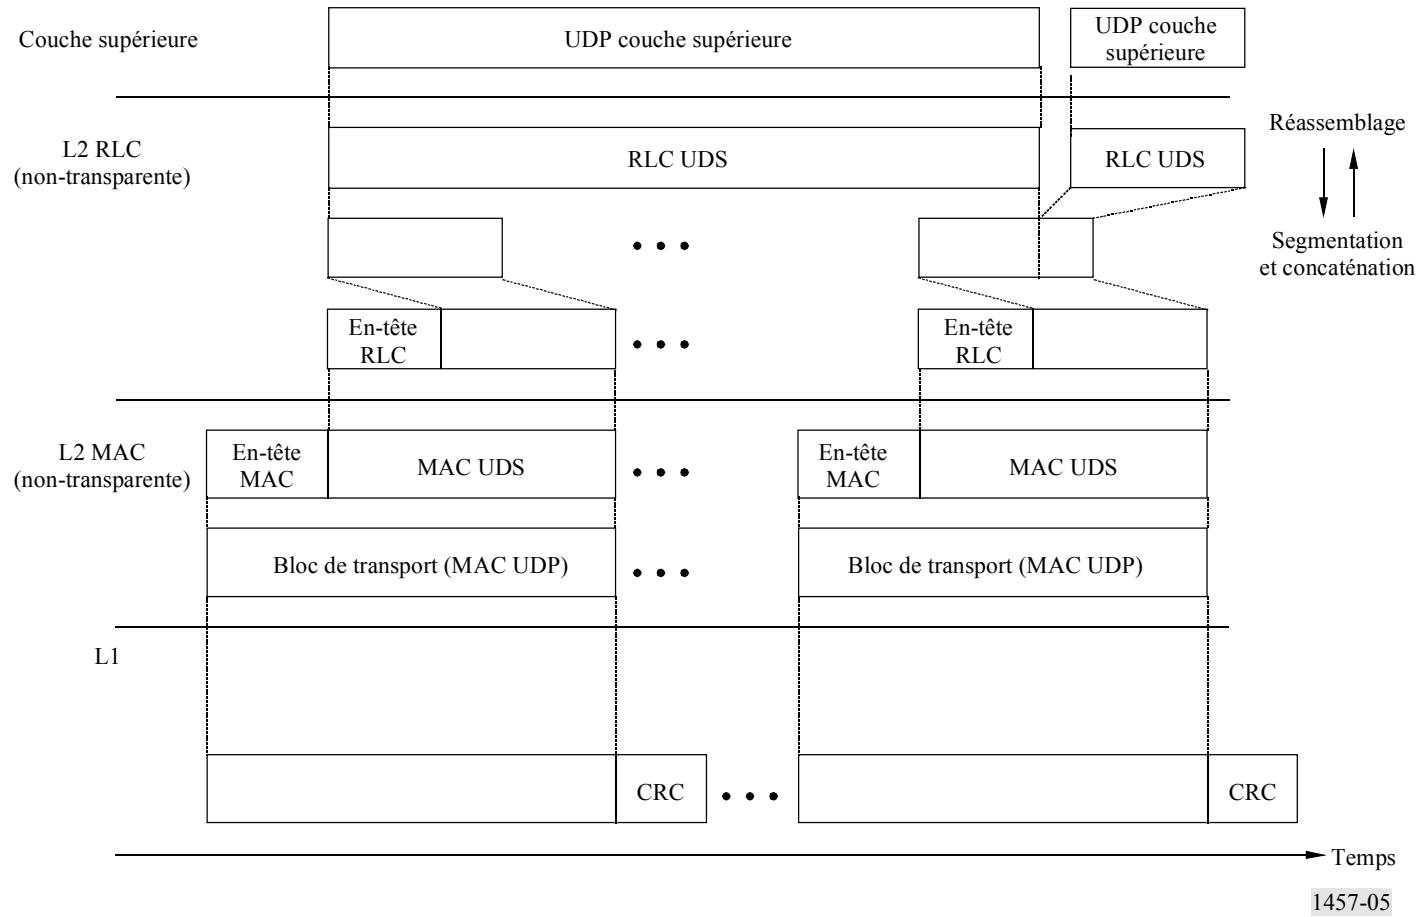 Couche supérieure
UDP couche supérieure
UDP couche
supérieure
L2 RLC
(non-transparente)
RLC UDS
RLC UDS
Réassemblage
Segmentation
et concaténation
En-tête
RLC
En-tête
RLC
L2 MAC
(non-transparente)
En-tête
MAC
MAC UDS
En-tête
MAC
MAC UDS
Bloc de transport (MAC UDP)
Bloc de transport (MAC UDP)
L1
CRC
CRC
Temps
1457-05